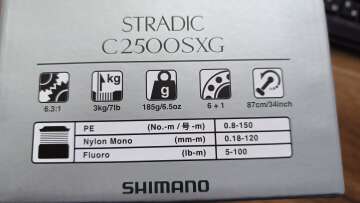 STRADIC
C2500SXG
kg
g
6.3:1 3kg/7lb 185g/6.5oz 6 + 1 87cm/34inch
PE (No.-m / 号 -m) 0.8-150
Nylon Mono (mm-m) 0.18-120
Fluoro (lb-m) 5-100
SHIMANO